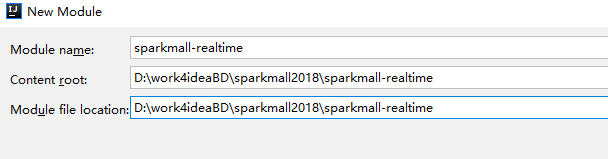 IJ New Module
Module name: sparkmall-realtime
Content root: D:\work4ideaBD\sparkmall2018\sparkmall-realtime
Module file location: D:\work4ideaBD\sparkmall2018\sparkmall-realtime